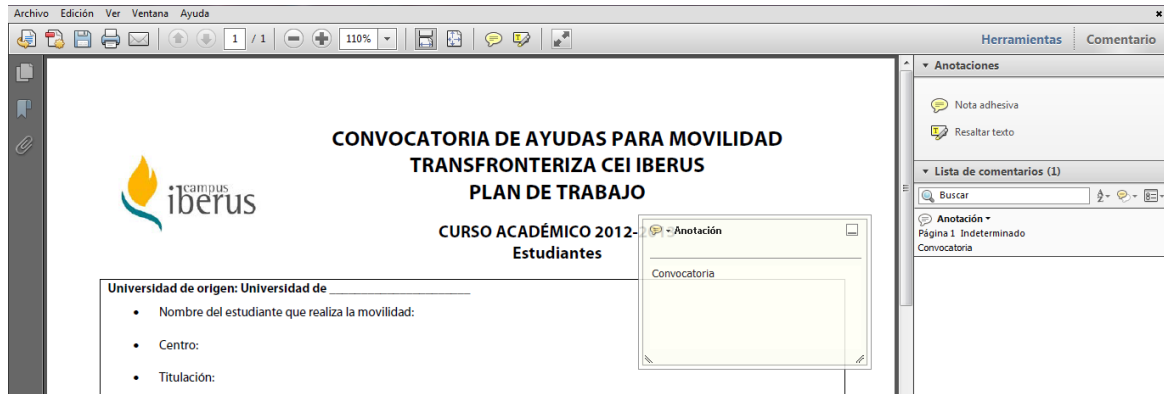 Archivo Edición Ver Ventana Ayuda
1 / 1 110%
Herramientas Comentario
Anotaciones
Nota adhesiva
Resaltar texto
Lista de comentarios (1)
Buscar
Anotación
Página 1 Indeterminado
Convocatoria
campus
iberus
CONVOCATORIA DE AYUDAS PARA MOVILIDAD
TRANSFRONTERIZA CEI IBERUS
PLAN DE TRABAJO
CURSO ACADÉMICO 2012-2013
Estudiantes
Anotación
Convocatoria
Universidad de origen: Universidad de ______________________
• Nombre del estudiante que realiza la movilidad:
• Centro:
• Titulación: